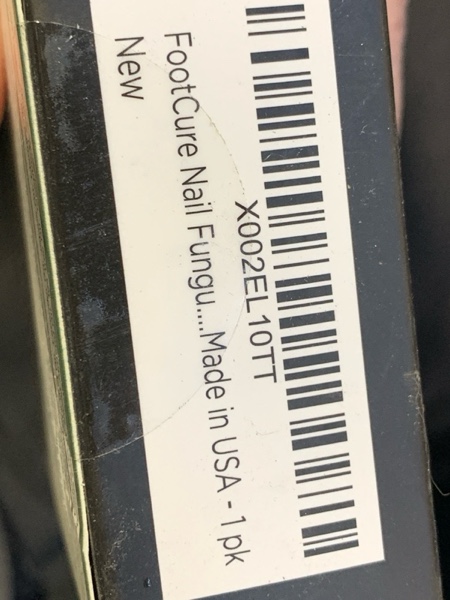 X002EL10TT
FootCure Nail Fungu....Made in USA - 1 pk
New